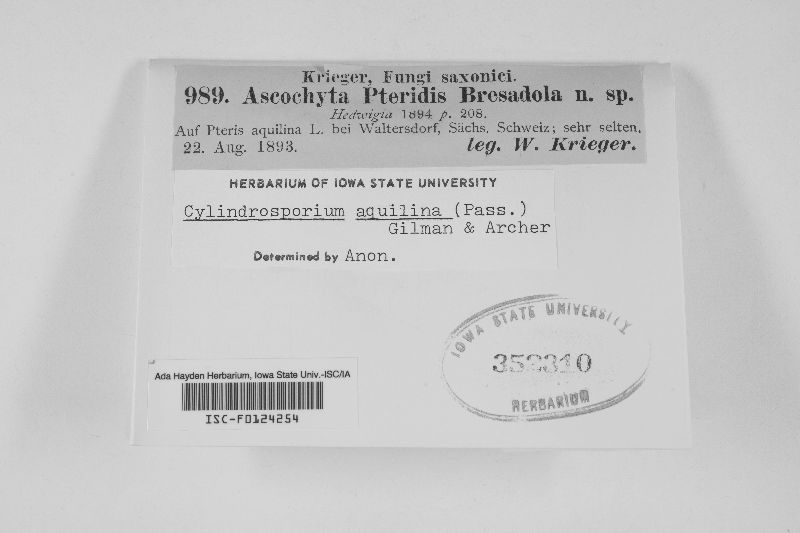 Krieger, Fungi saxonici.
989. Ascochyta Pteridis Bresadola n. sp.
Hedwigia 1894 p. 208.
Auf Pteris aquilina L. bei Waltersdorf, Sächs. Schweiz; sehr selten,
22. Aug. 1893. leg. W. Krieger.
HERBARIUM OF IOWA STATE UNIVERSITY
Cylindrosporium aquilina (Pass.)
Gilman & Archer
Determined by Anon.
IOWA STATE UNIVERSITY
HERBARIUM
Ada Hayden Herbarium, Iowa State Univ.-ISC/IA
ISC-F0124254